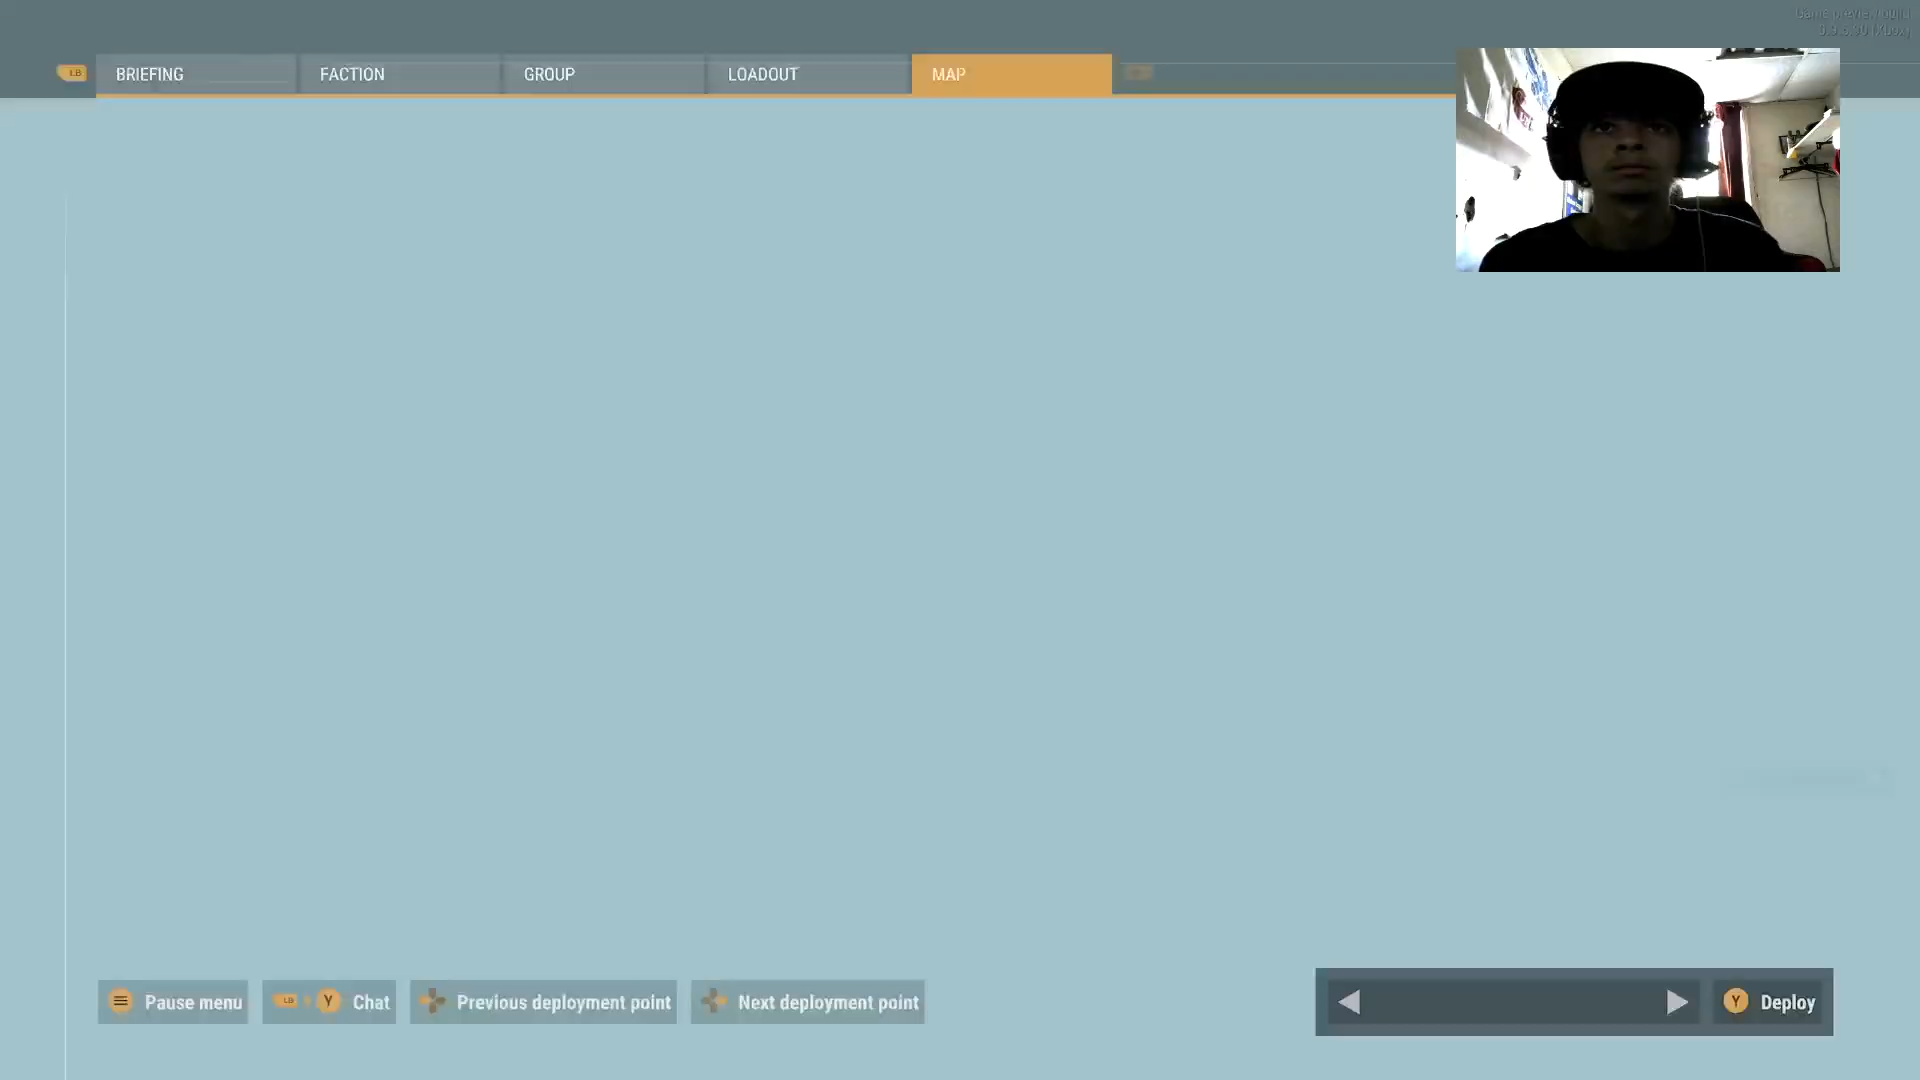 LB
BRIEFING
FACTION
GROUP
LOADOUT
MAP
Pause menu
LB Y Chat
Previous deployment point
Next deployment point
Y Deploy